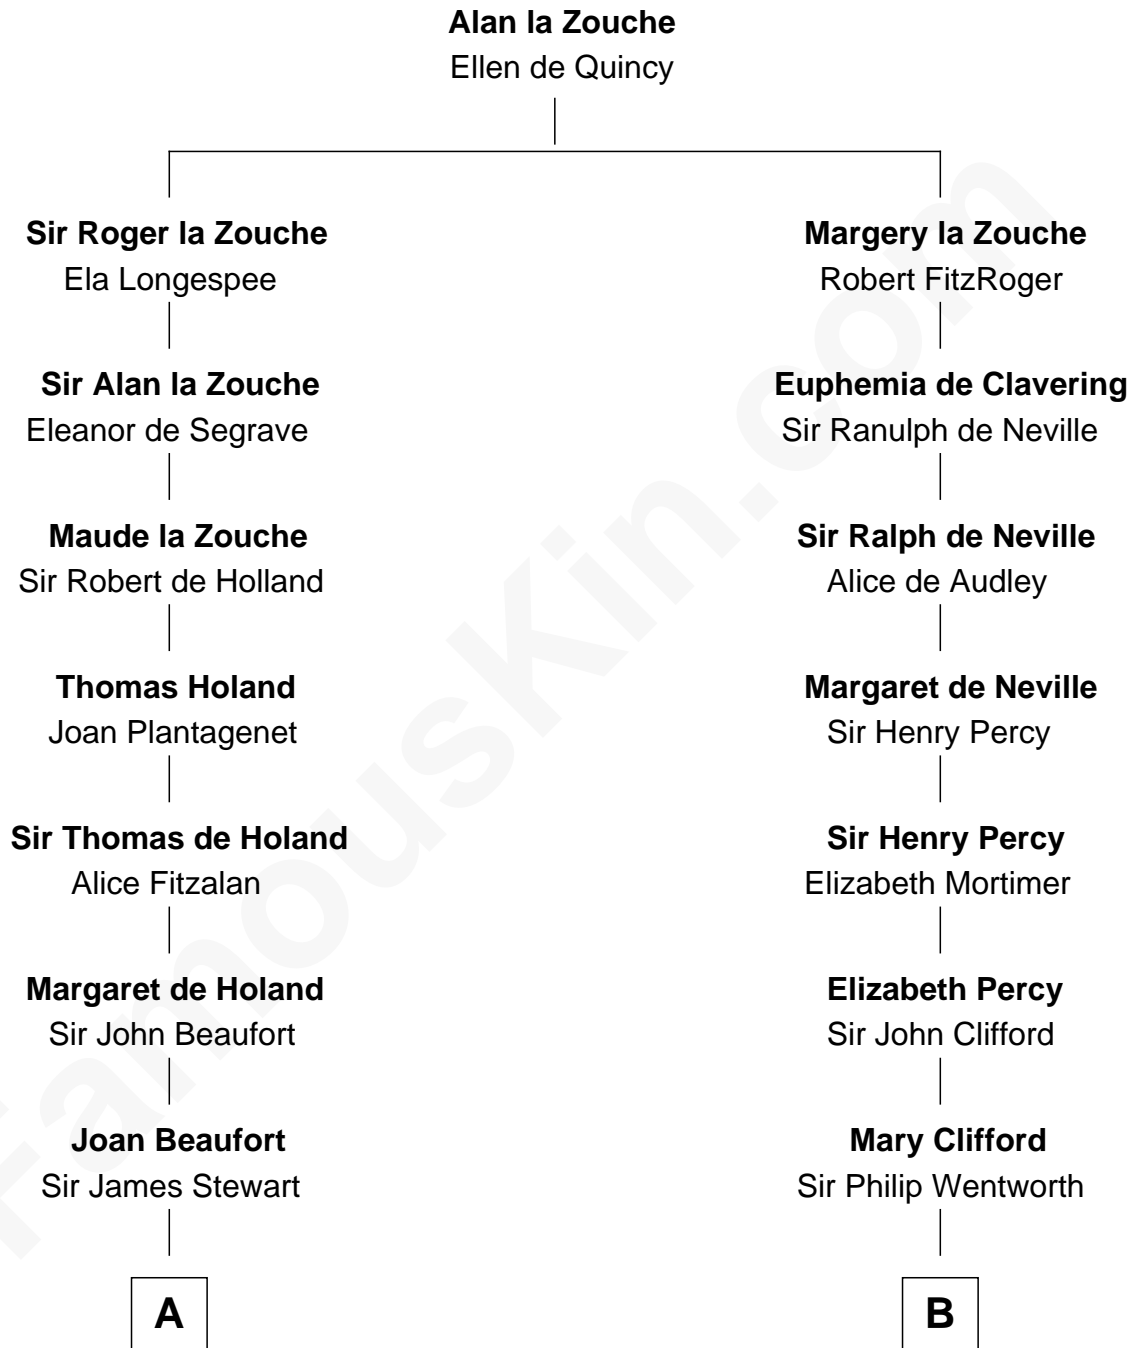 Alan la Zouche
Ellen de Quincy
Sir Roger la Zouche
Ela Longespee
Margery la Zouche
Robert FitzRoger
Sir Alan la Zouche
Eleanor de Segrave
Euphemia de Clavering
Sir Ranulph de Neville
Maude la Zouche
Sir Robert de Holland
Sir Ralph de Neville
Alice de Audley
Thomas Holand
Joan Plantagenet
Margaret de Neville
Sir Henry Percy
Sir Thomas de Holand
Alice Fitzalan
Sir Henry Percy
Elizabeth Mortimer
Margaret de Holand
Sir John Beaufort
Elizabeth Percy
Sir John Clifford
Joan Beaufort
Sir James Stewart
Mary Clifford
Sir Philip Wentworth
A
B
FamousKin.com